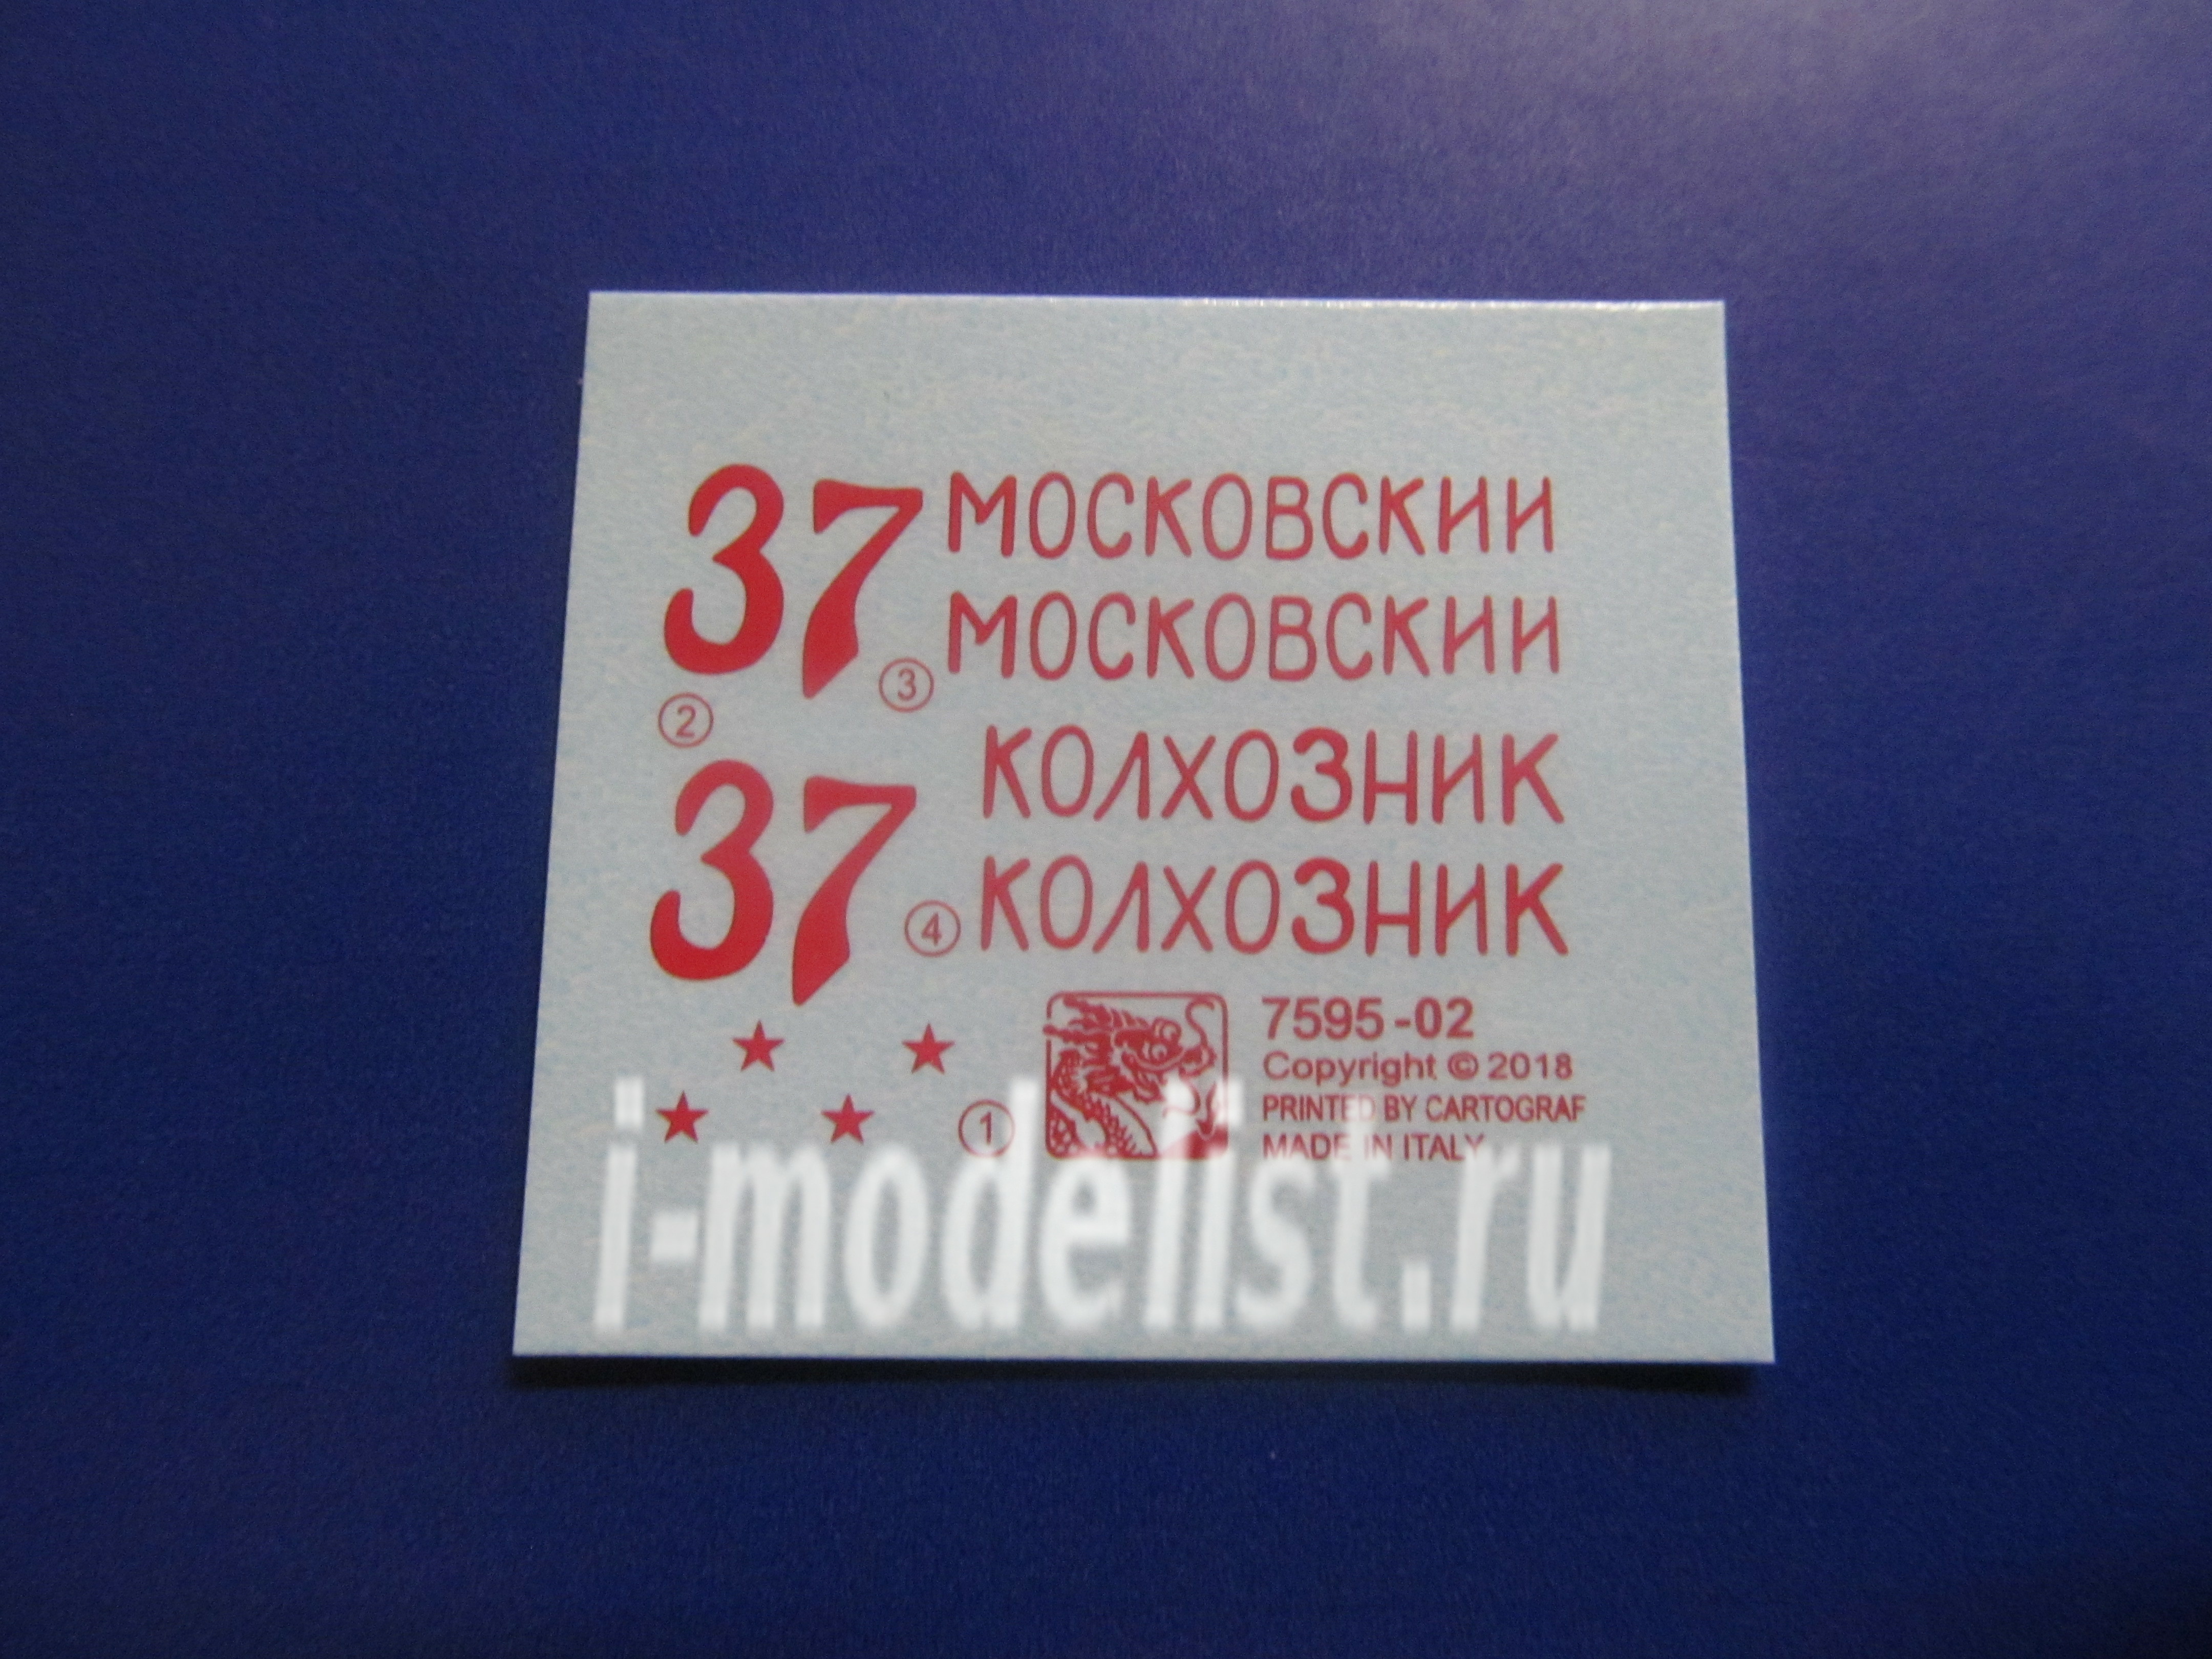 37 МОСКОВСКИИ
МОСКОВСКИИ
3
2
КОЛХОЗНИК
37
КОЛХОЗНИК
4
7595-02
Copyright © 2018
PRINTED BY CARTOGRAF
1
MADE IN ITALY
i-modelist.ru